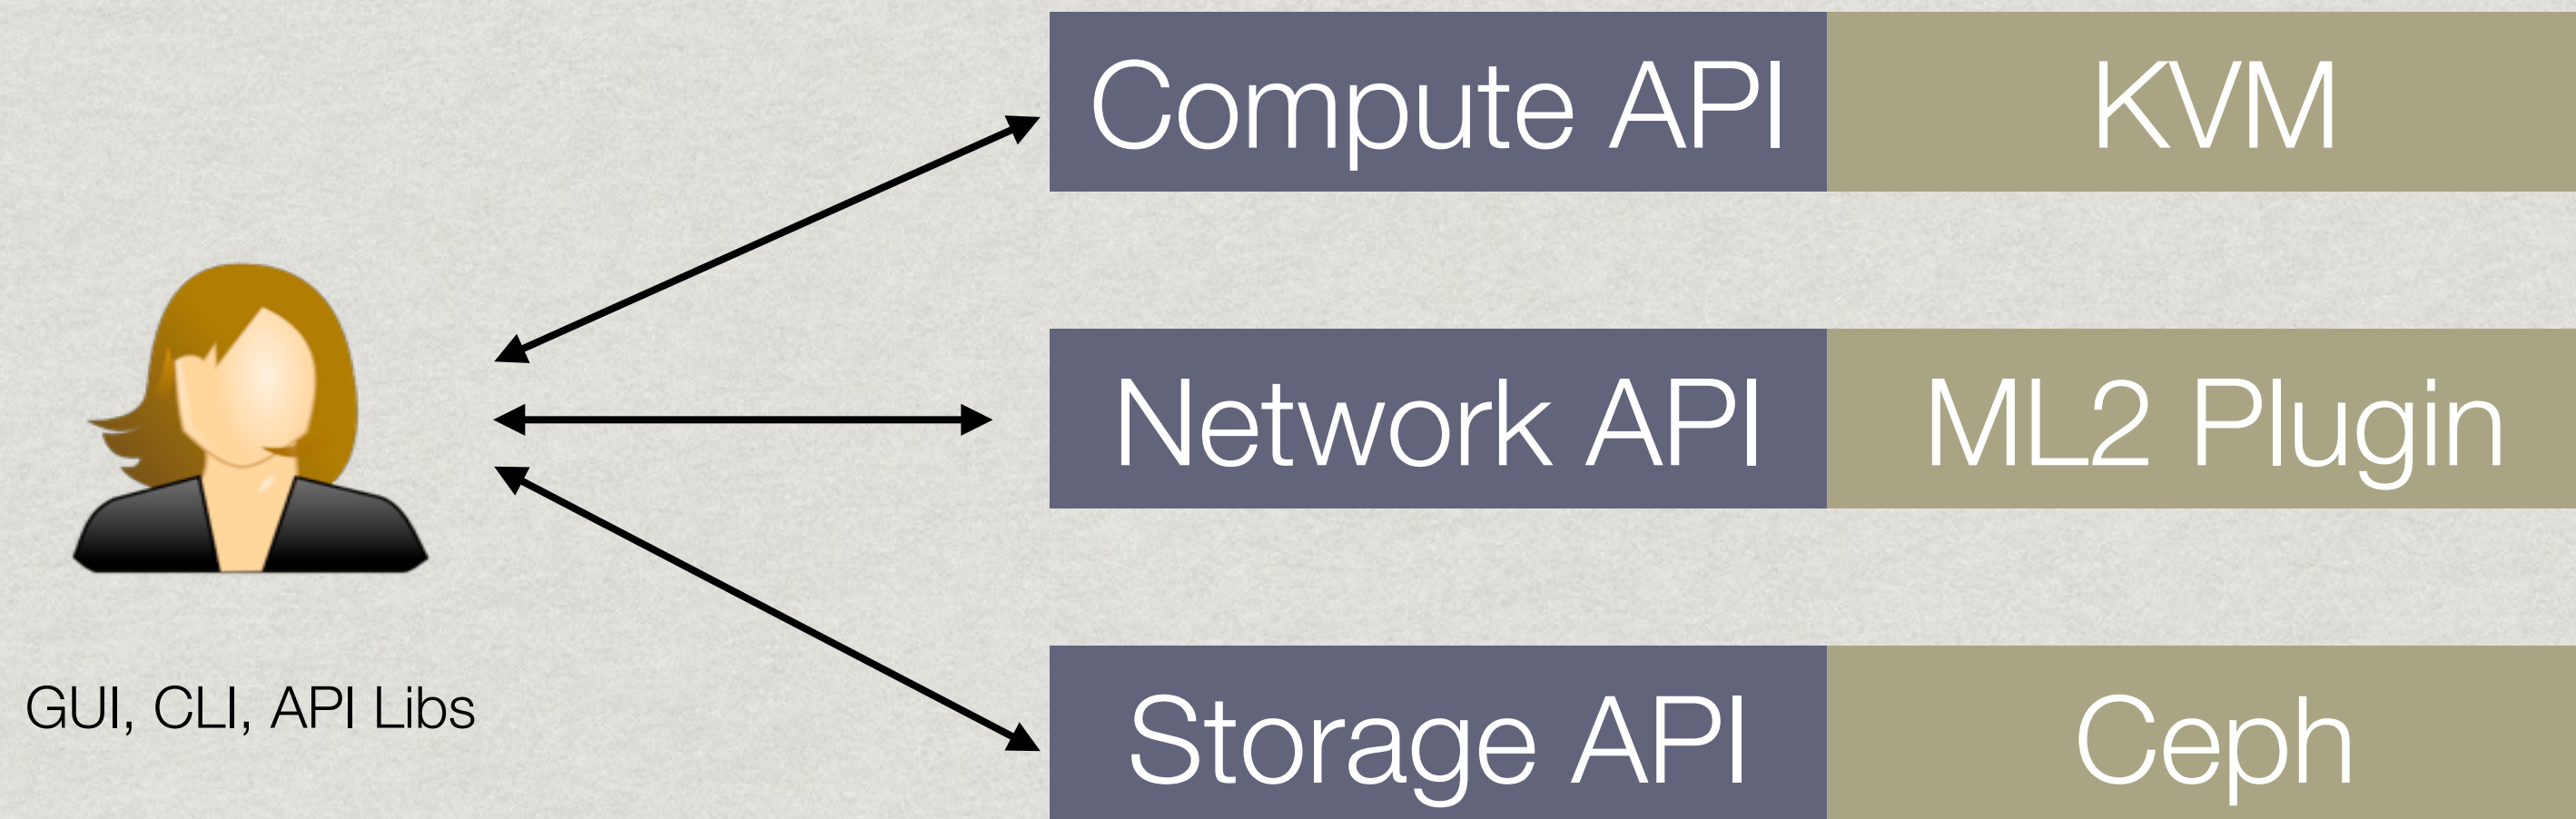 Compute API
KVM
Network API
ML2 Plugin
GUI, CLI, API Libs
Storage API
Ceph